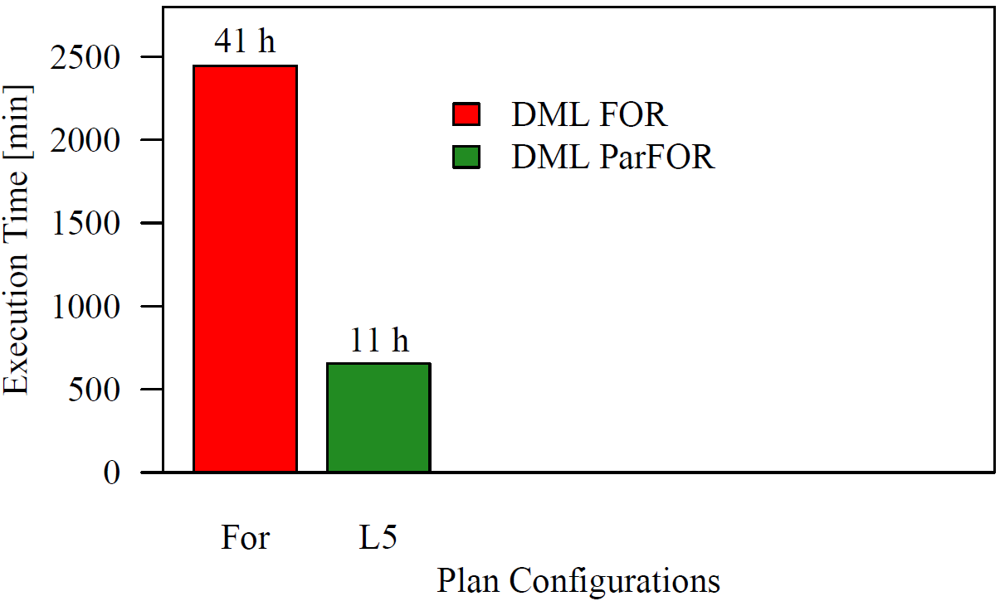 41 h
2500
2000
1500
1000
500
0
Execution Time [min]
DML FOR
DML ParFOR
11 h
For L5
Plan Configurations